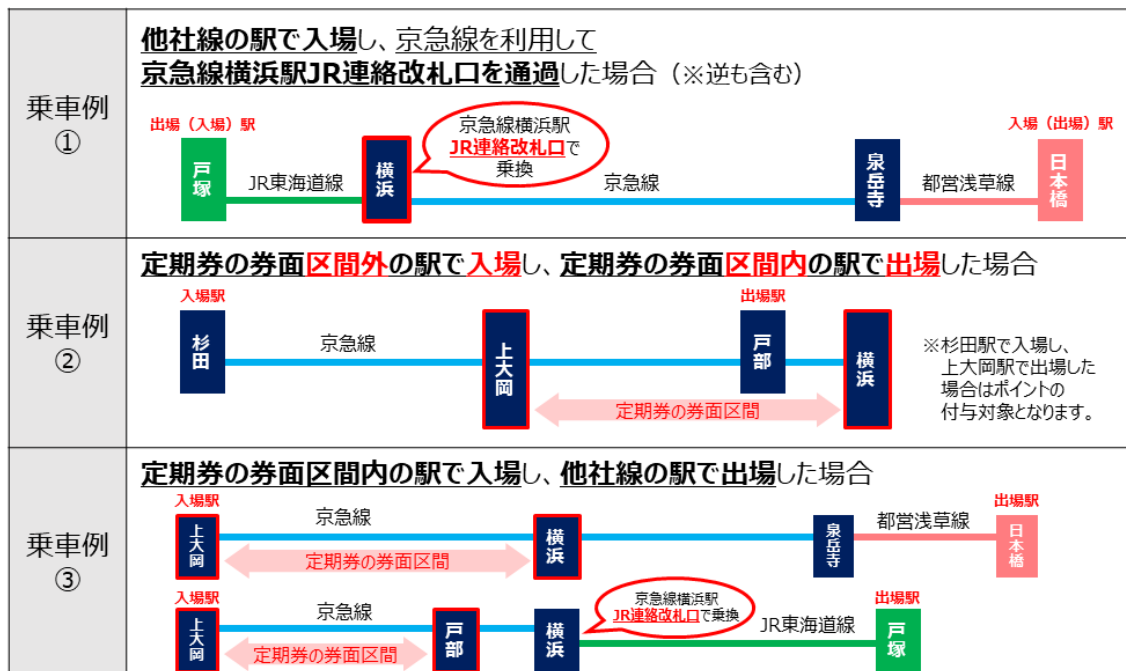 乗車例
①
他社線の駅で入場し、京急線を利用して
京急線横浜駅JR連絡改札口を通過した場合（※逆も含む）
出場（入場）駅
戸塚
JR東海道線
横浜
京急線横浜駅
JR連絡改札口で
乗換
京急線
泉岳寺
都営浅草線
入場（出場）駅
日本橋
乗車例
②
定期券の券面区間外の駅で入場し、定期券の券面区間内の駅で出場した場合
入場駅
杉田
京急線
上大岡
出場駅
戸部
横浜
定期券の券面区間
※杉田駅で入場し、
上大岡駅で出場した
場合はポイントの
付与対象となります。
乗車例
③
定期券の券面区間内の駅で入場し、他社線の駅で出場した場合
入場駅
上大岡
京急線
定期券の券面区間
横浜
泉岳寺
都営浅草線
出場駅
日本橋
入場駅
上大岡
京急線
定期券の券面区間
戸部
横浜
京急線横浜駅
JR連絡改札口で乗換
JR東海道線
出場駅
戸塚